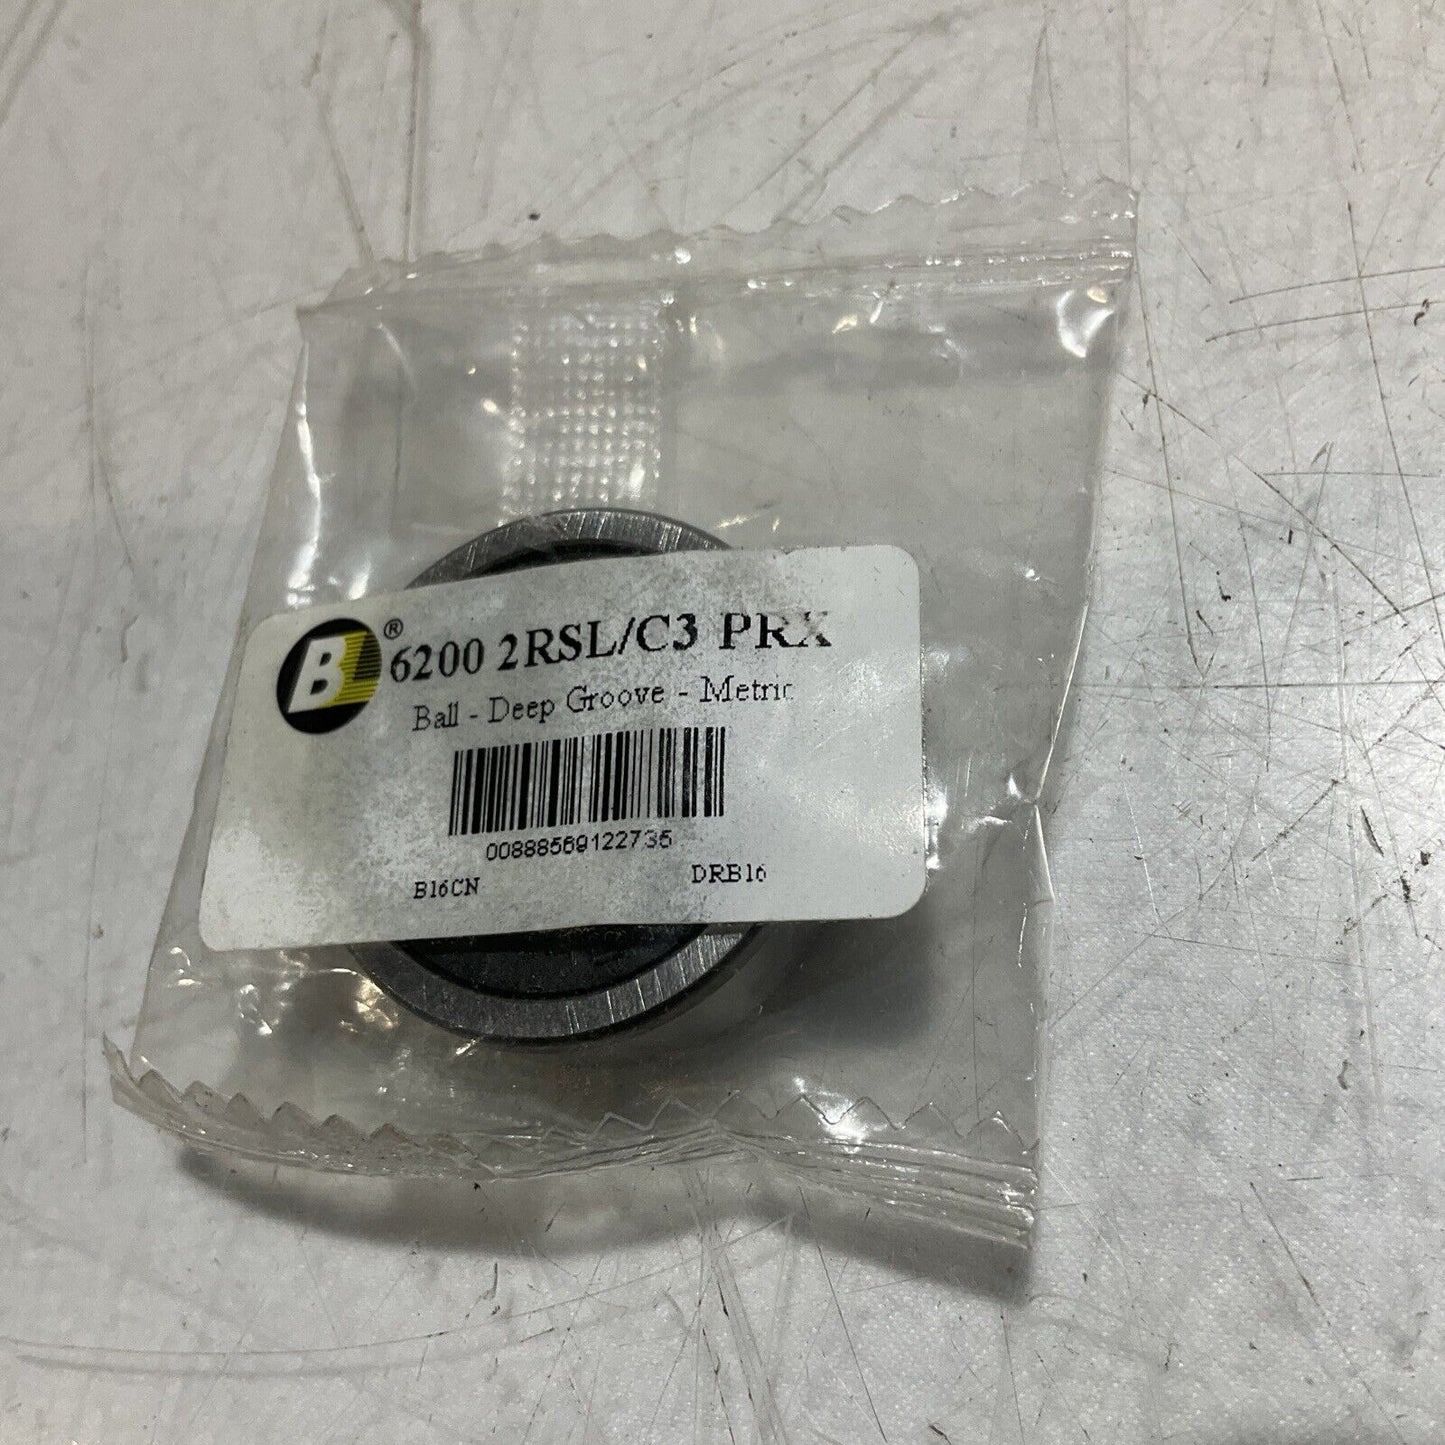 BL®
6200 2RSL/C3 PRX
Ball - Deep Groove - Metric
00888569122735
B16CN
DRB16